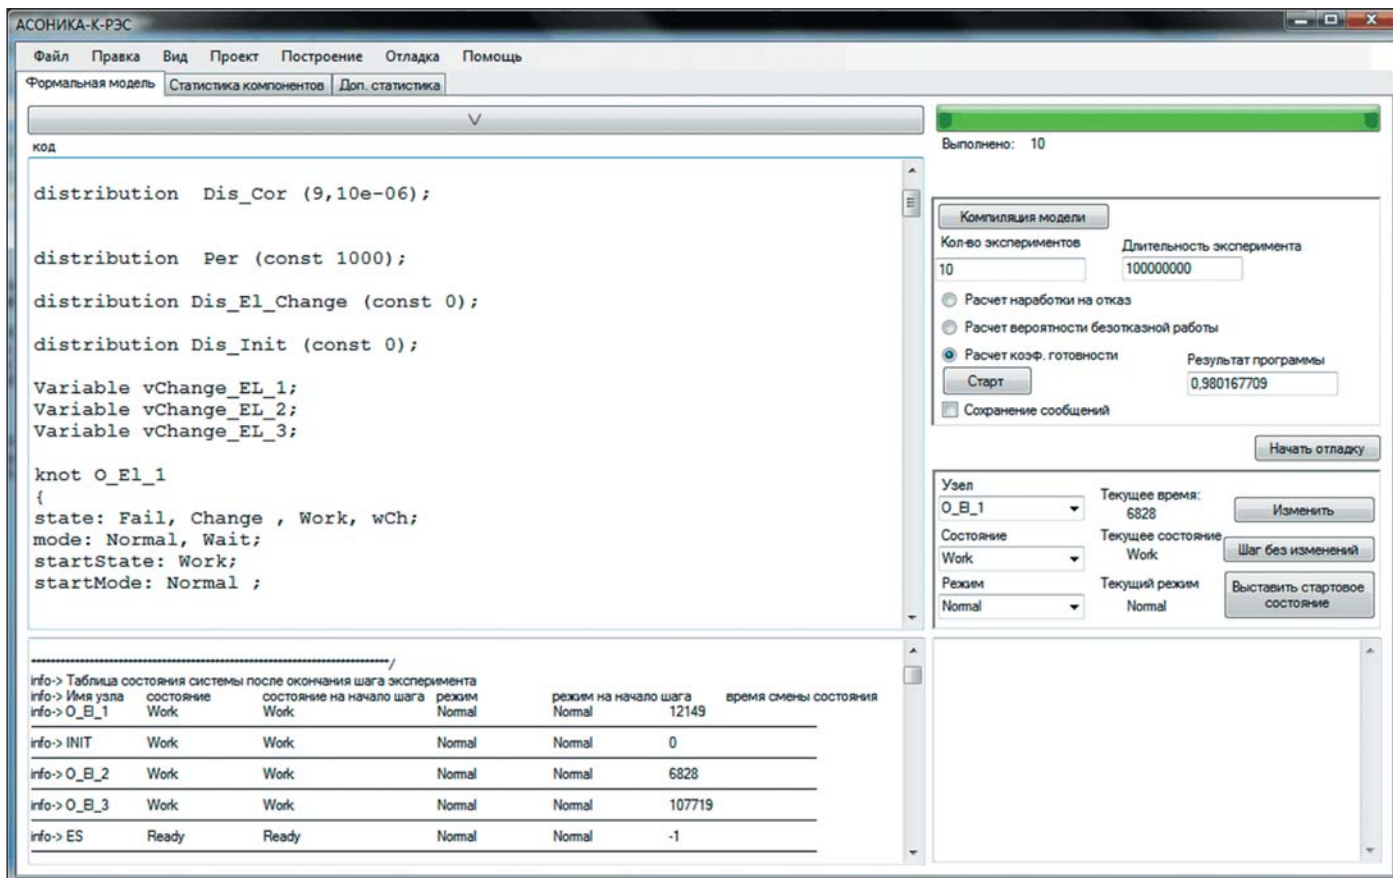 АСОНИКА-К-РЭС
Файл Правка Вид Проект Построение Отладка Помощь
Формальная модель Статистика компонентов Доп. статистика
V
код
distribution Dis_Cor (9,10e-06);
distribution Per (const 1000);
distribution Dis_El_Change (const 0);
distribution Dis_Init (const 0);
Variable vChange_EL_1;
Variable vChange_EL_2;
Variable vChange_EL_3;
knot O_El_1
{
state: Fail, Change , Work, wCh;
mode: Normal, Wait;
startState: Work;
startMode: Normal ;
Выполнено: 10
Компиляция модели
Кол-во экспериментов Длительность эксперимента
10 100000000
Расчет наработки на отказ
Расчет вероятности безотказной работы
Расчет коэф. готовности Результат программы
Старт 0,980167709
Сохранение сообщений
Начать отладку
Узел Текущее время:
O_El_1 6828 Изменить
Состояние Текущее состояние
Work Work Шаг без изменений
Режим Текущий режим Выставить стартовое
Normal Normal состояние
info-> Таблица состояния системы после окончания шага эксперимента
info-> Имя узла состояние состояние на начало шага режим режим на начало шага время смены состояния
info-> O_El_1 Work Work Normal Normal 12149
info-> INIT Work Work Normal Normal 0
info-> O_El_2 Work Work Normal Normal 6828
info-> O_El_3 Work Work Normal Normal 107719
info-> ES Ready Ready Normal Normal -1